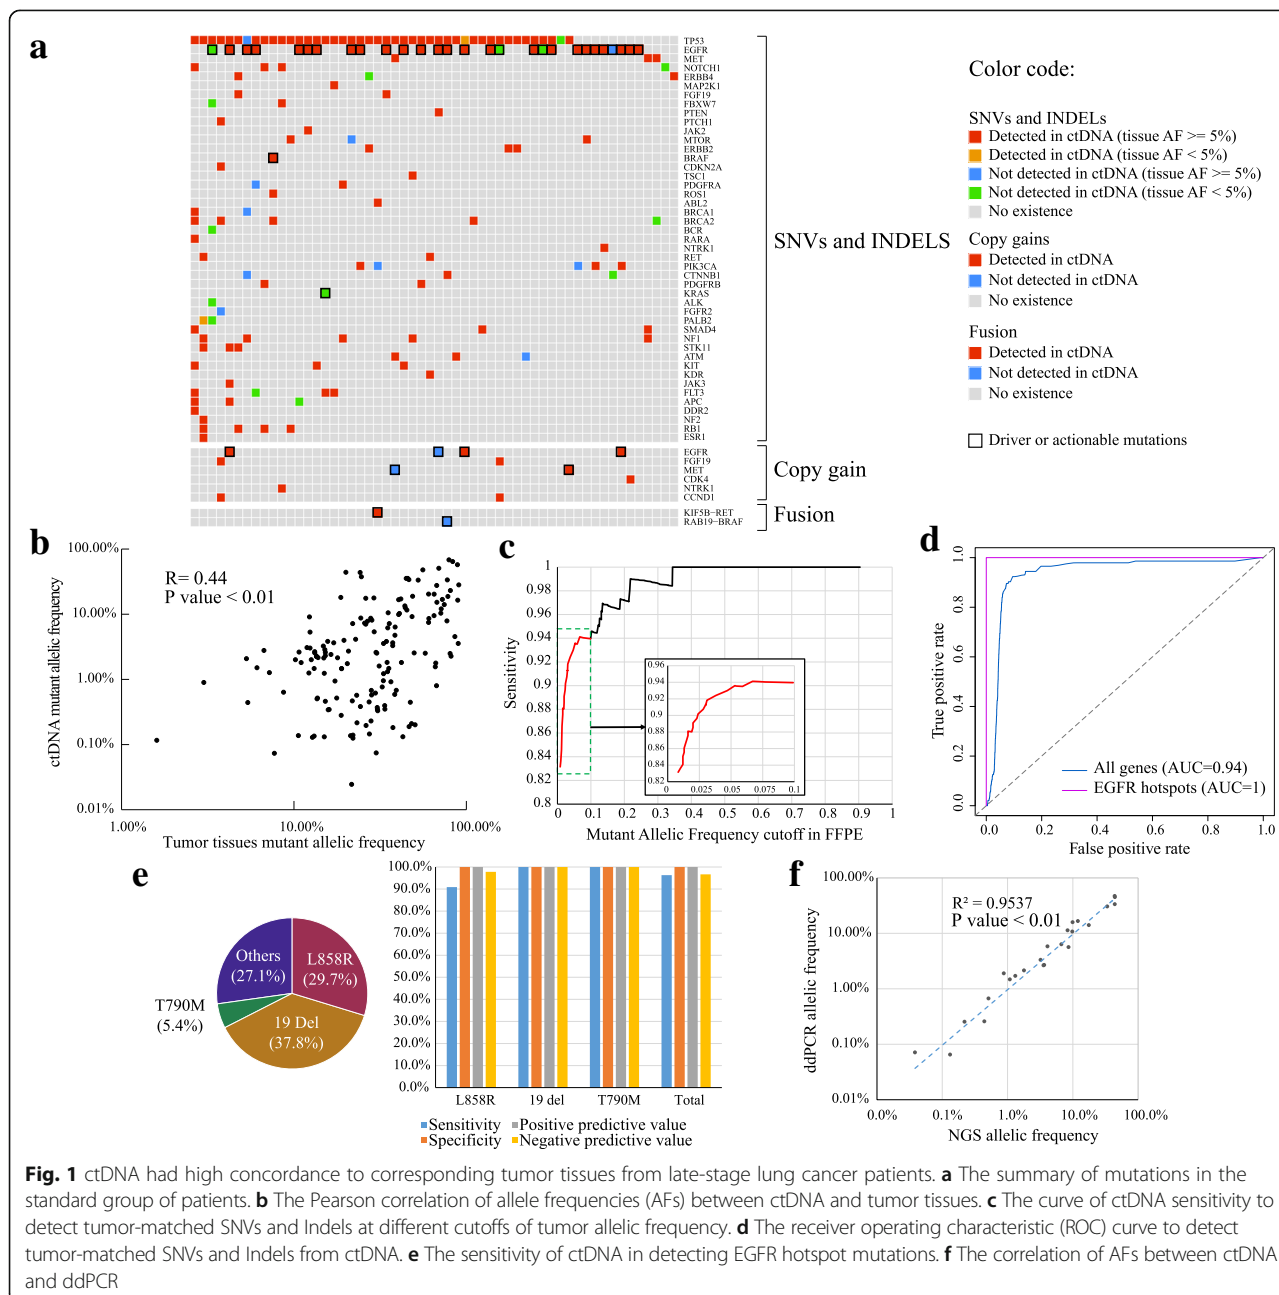 a
TP53
EGFR
MET
NOTCH1
ERBB4
MAP2K1
FGF19
FBXW7
PTEN
PTCH1
JAK2
MTOR
ERBB2
BRAF
CDKN2A
TSC1
PDGFRA
ROS1
ABL2
BRCA1
BRCA2
BCR
RARA
NTRK1
RET
PIK3CA
CTNNB1
PDGFRB
KRAS
ALK
FGFR2
PALB2
SMAD4
NF1
STK11
ATM
KIT
KDR
JAK3
FLT3
APC
DDR2
NF2
RB1
ESR1
SNVs and INDELS
EGFR
FGF19
MET
CDK4
NTRK1
CCND1
Copy gain
KIF5B−RET
RAB19−BRAF
Fusion
Color code:
SNVs and INDELs
Detected in ctDNA (tissue AF >= 5%)
Detected in ctDNA (tissue AF < 5%)
Not detected in ctDNA (tissue AF >= 5%)
Not detected in ctDNA (tissue AF < 5%)
No existence
Copy gains
Detected in ctDNA
Not detected in ctDNA
No existence
Fusion
Detected in ctDNA
Not detected in ctDNA
No existence
Driver or actionable mutations
b
100.00%
10.00%
1.00%
0.10%
0.01%
ctDNA mutant allelic frequency
R= 0.44
P value < 0.01
1.00%
10.00%
100.00%
Tumor tissues mutant allelic frequency
c
1
0.98
0.96
0.94
0.92
0.9
0.88
0.86
0.84
0.82
0.8
Sensitivity
0.96
0.94
0.92
0.9
0.88
0.86
0.84
0.82
0
0.025
0.05
0.075
0.1
0
0.1
0.2
0.3
0.4
0.5
0.6
0.7
0.8
0.9
1
Mutant Allelic Frequency cutoff in FFPE
d
1.0
0.8
0.6
0.4
0.2
0.0
True positive rate
All genes (AUC=0.94)
EGFR hotspots (AUC=1)
0.0
0.2
0.4
0.6
0.8
1.0
False positive rate
e
Others
(27.1%)
L858R
(29.7%)
T790M
(5.4%)
19 Del
(37.8%)
100.0%
90.0%
80.0%
70.0%
60.0%
50.0%
40.0%
30.0%
20.0%
10.0%
0.0%
L858R
19 del
T790M
Total
Sensitivity
Positive predictive value
Specificity
Negative predictive value
f
100.00%
10.00%
1.00%
0.10%
0.01%
ddPCR allelic frequency
R² = 0.9537
P value < 0.01
0.0%
0.1%
1.0%
10.0%
100.0%
NGS allelic frequency
Fig. 1 ctDNA had high concordance to corresponding tumor tissues from late-stage lung cancer patients. a The summary of mutations in the
standard group of patients. b The Pearson correlation of allele frequencies (AFs) between ctDNA and tumor tissues. c The curve of ctDNA sensitivity to
detect tumor-matched SNVs and Indels at different cutoffs of tumor allelic frequency. d The receiver operating characteristic (ROC) curve to detect
tumor-matched SNVs and Indels from ctDNA. e The sensitivity of ctDNA in detecting EGFR hotspot mutations. f The correlation of AFs between ctDNA
and ddPCR